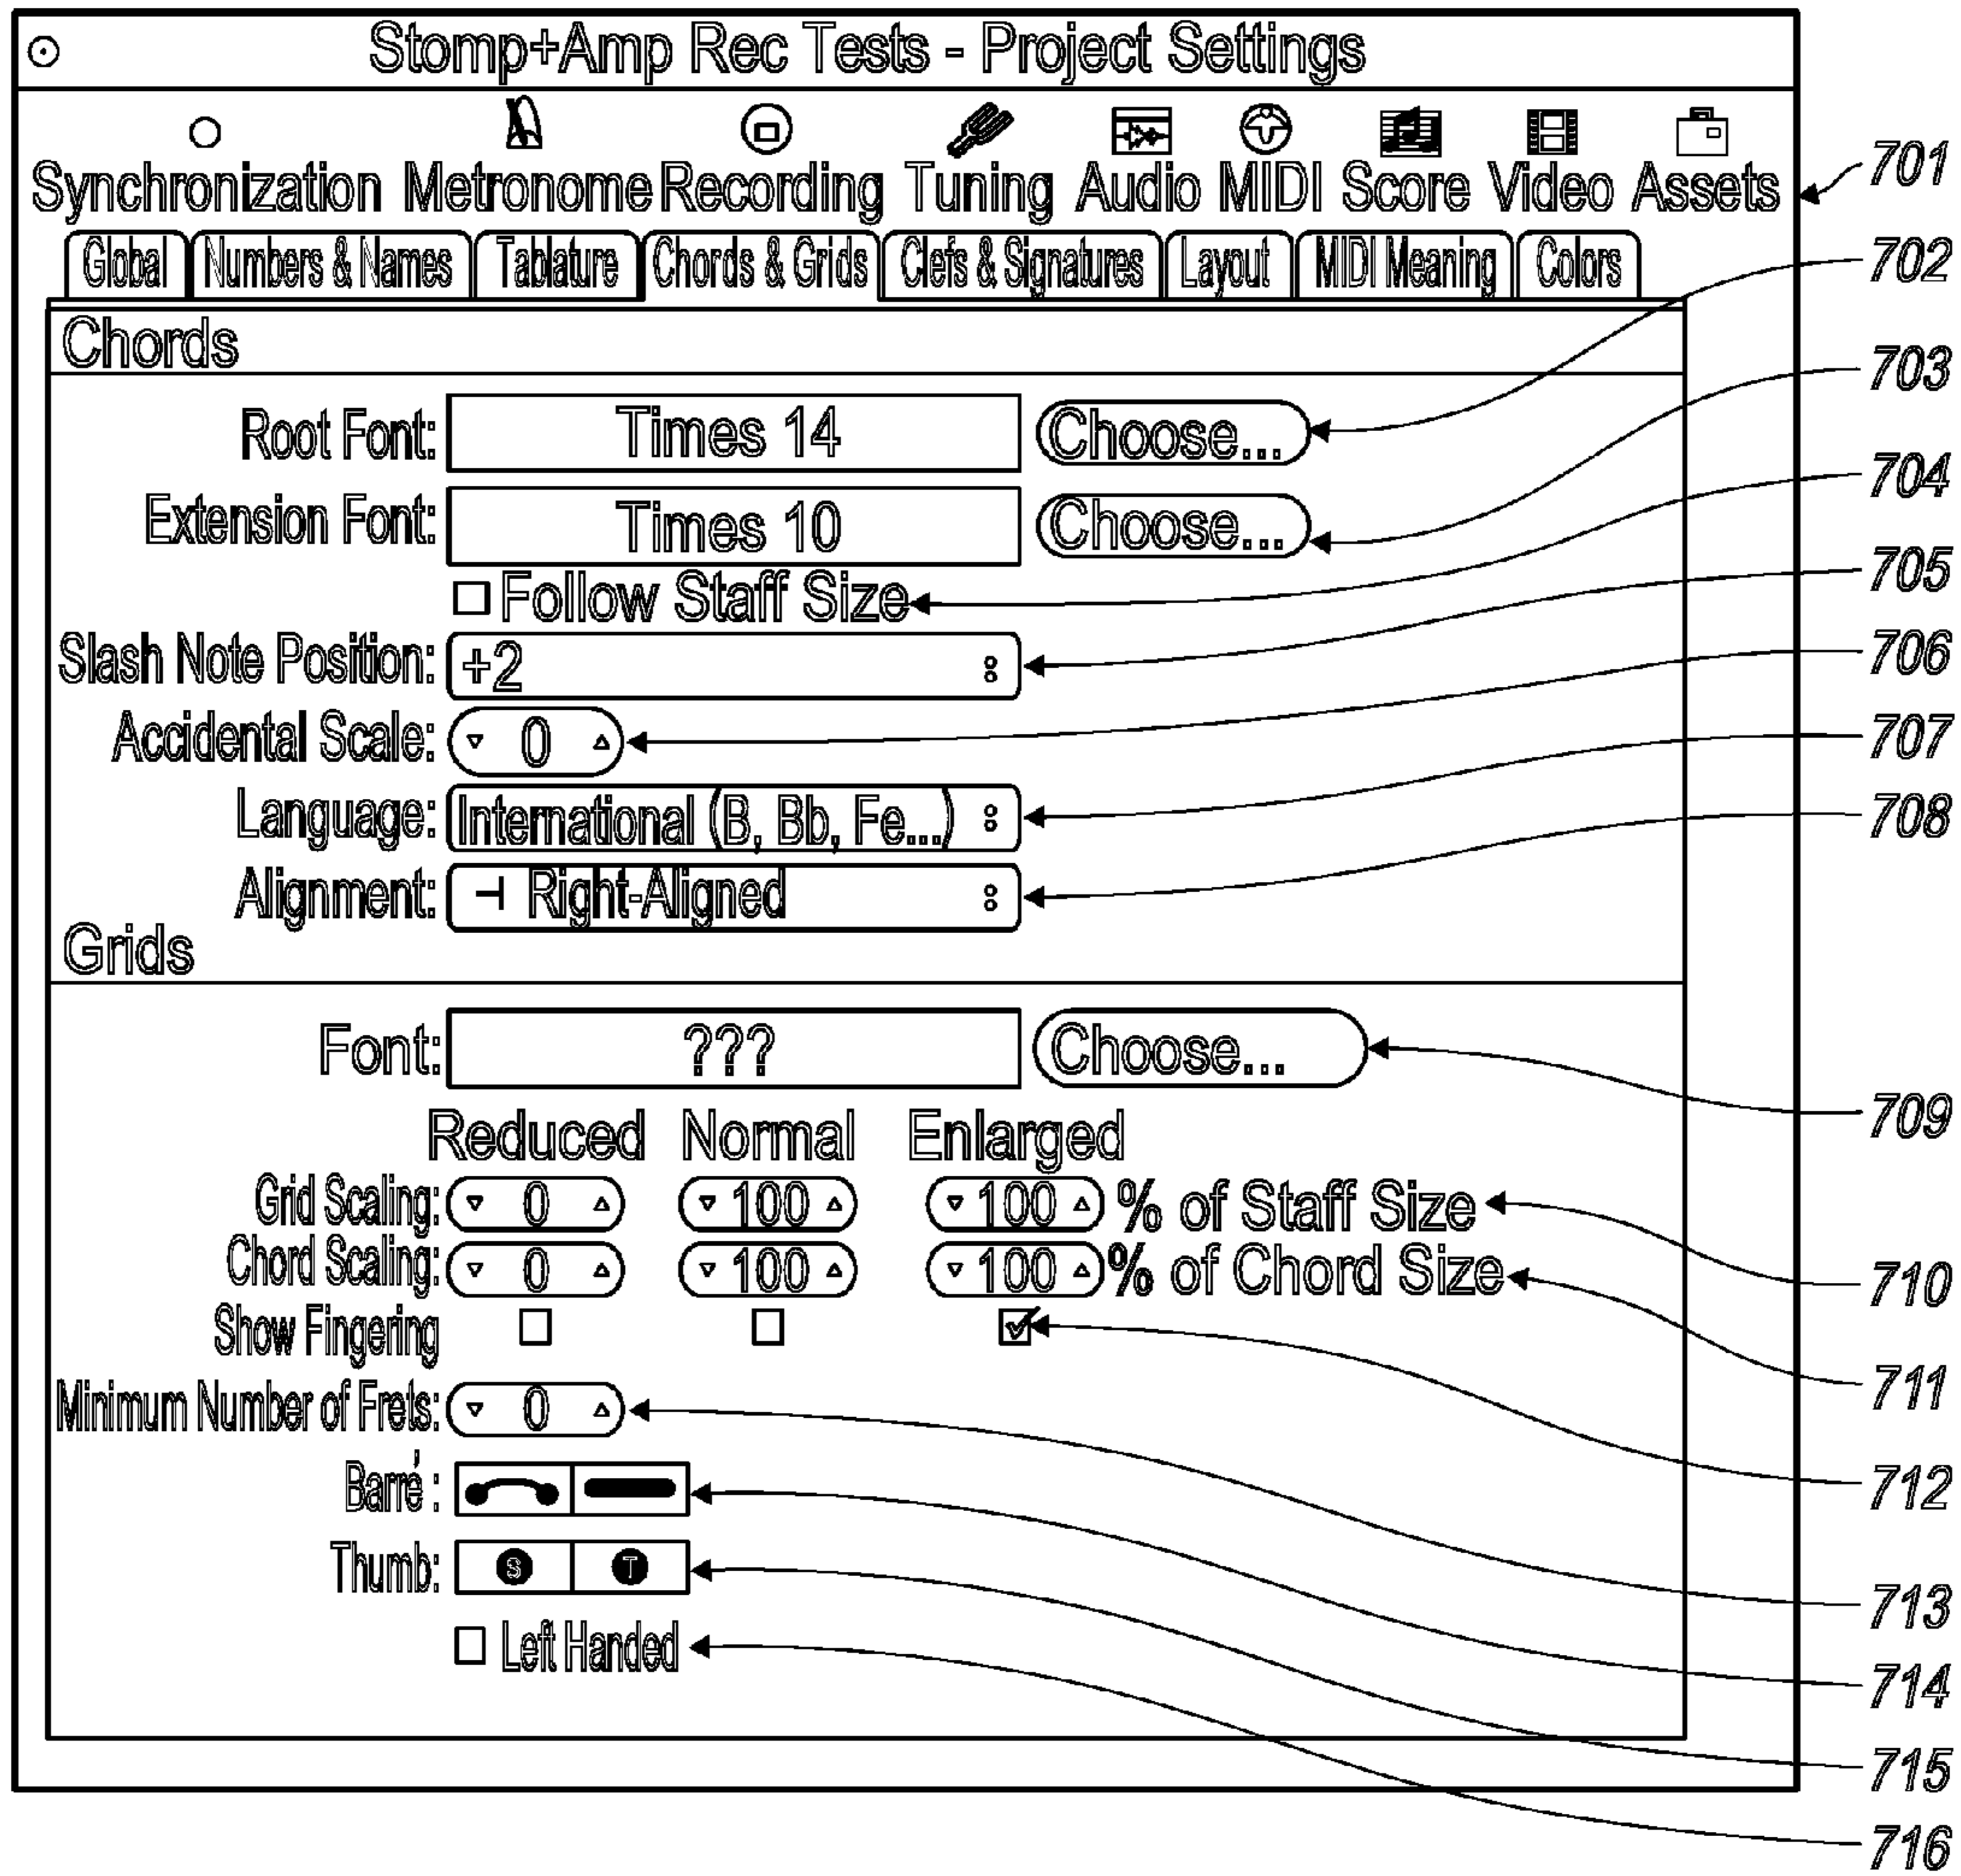 Stomp+Amp Rec Tests - Project Settings
Synchronization Metronome Recording Tuning Audio MIDI Score Video Assets
701
Global Numbers & Names Tablature Chords & Grids Clefs & Signatures Layout MIDI Meaning Colors
702
Chords
703
Root Font: Times 14 Choose...
704
Extension Font: Times 10 Choose...
705
Follow Staff Size
Slash Note Position: +2
706
Accidental Scale: 0
707
Language: International (B, Bb, Fe...)
708
Alignment: Right-Aligned
Grids
Font: ??? Choose...
709
Reduced Normal Enlarged
Grid Scaling: 0 100 100 % of Staff Size
Chord Scaling: 0 100 100 % of Chord Size
710
Show Fingering
711
Minimum Number of Frets: 0
712
Barré:
Thumb: S T
713
Left Handed
714
715
716